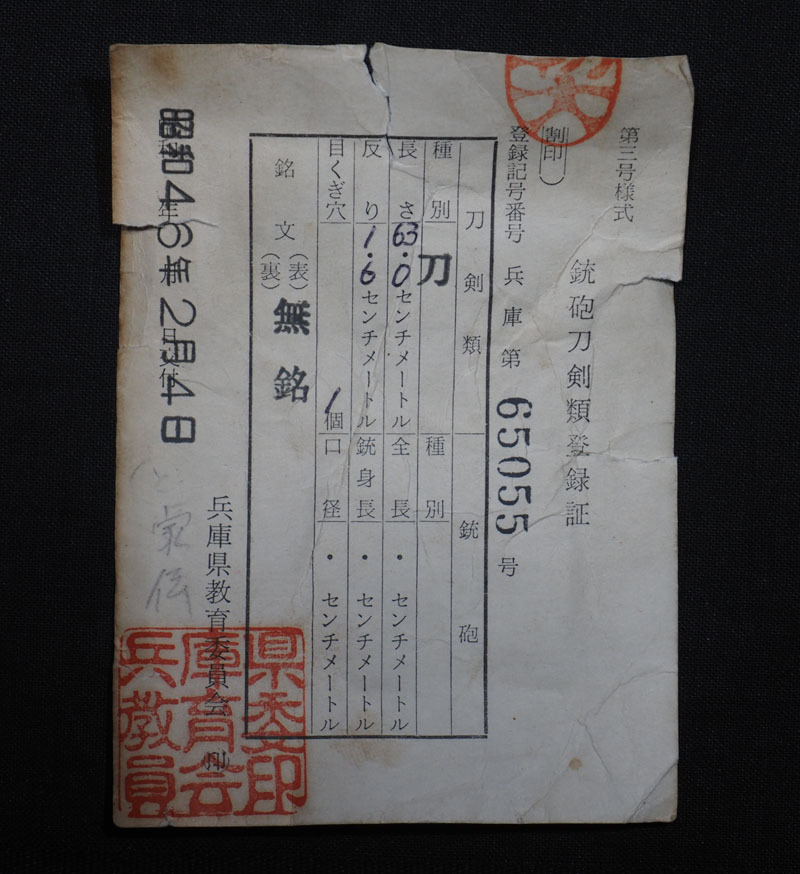 第三号様式
銃砲刀剣類登録証
割印
登録記号番号 兵庫第 65055 号
刀剣類 銃砲
種別 刀 種別
長さ 63.0 センチメートル 全長 ・ センチメートル
反り 1.6 センチメートル 銃身長 ・ センチメートル
目くぎ穴 1 個 口径 ・ センチメートル
銘文 (表) (裏) 無銘
兵庫県教育委員会 ㊞
昭和46年2月4日
兵庫県教育委員会印